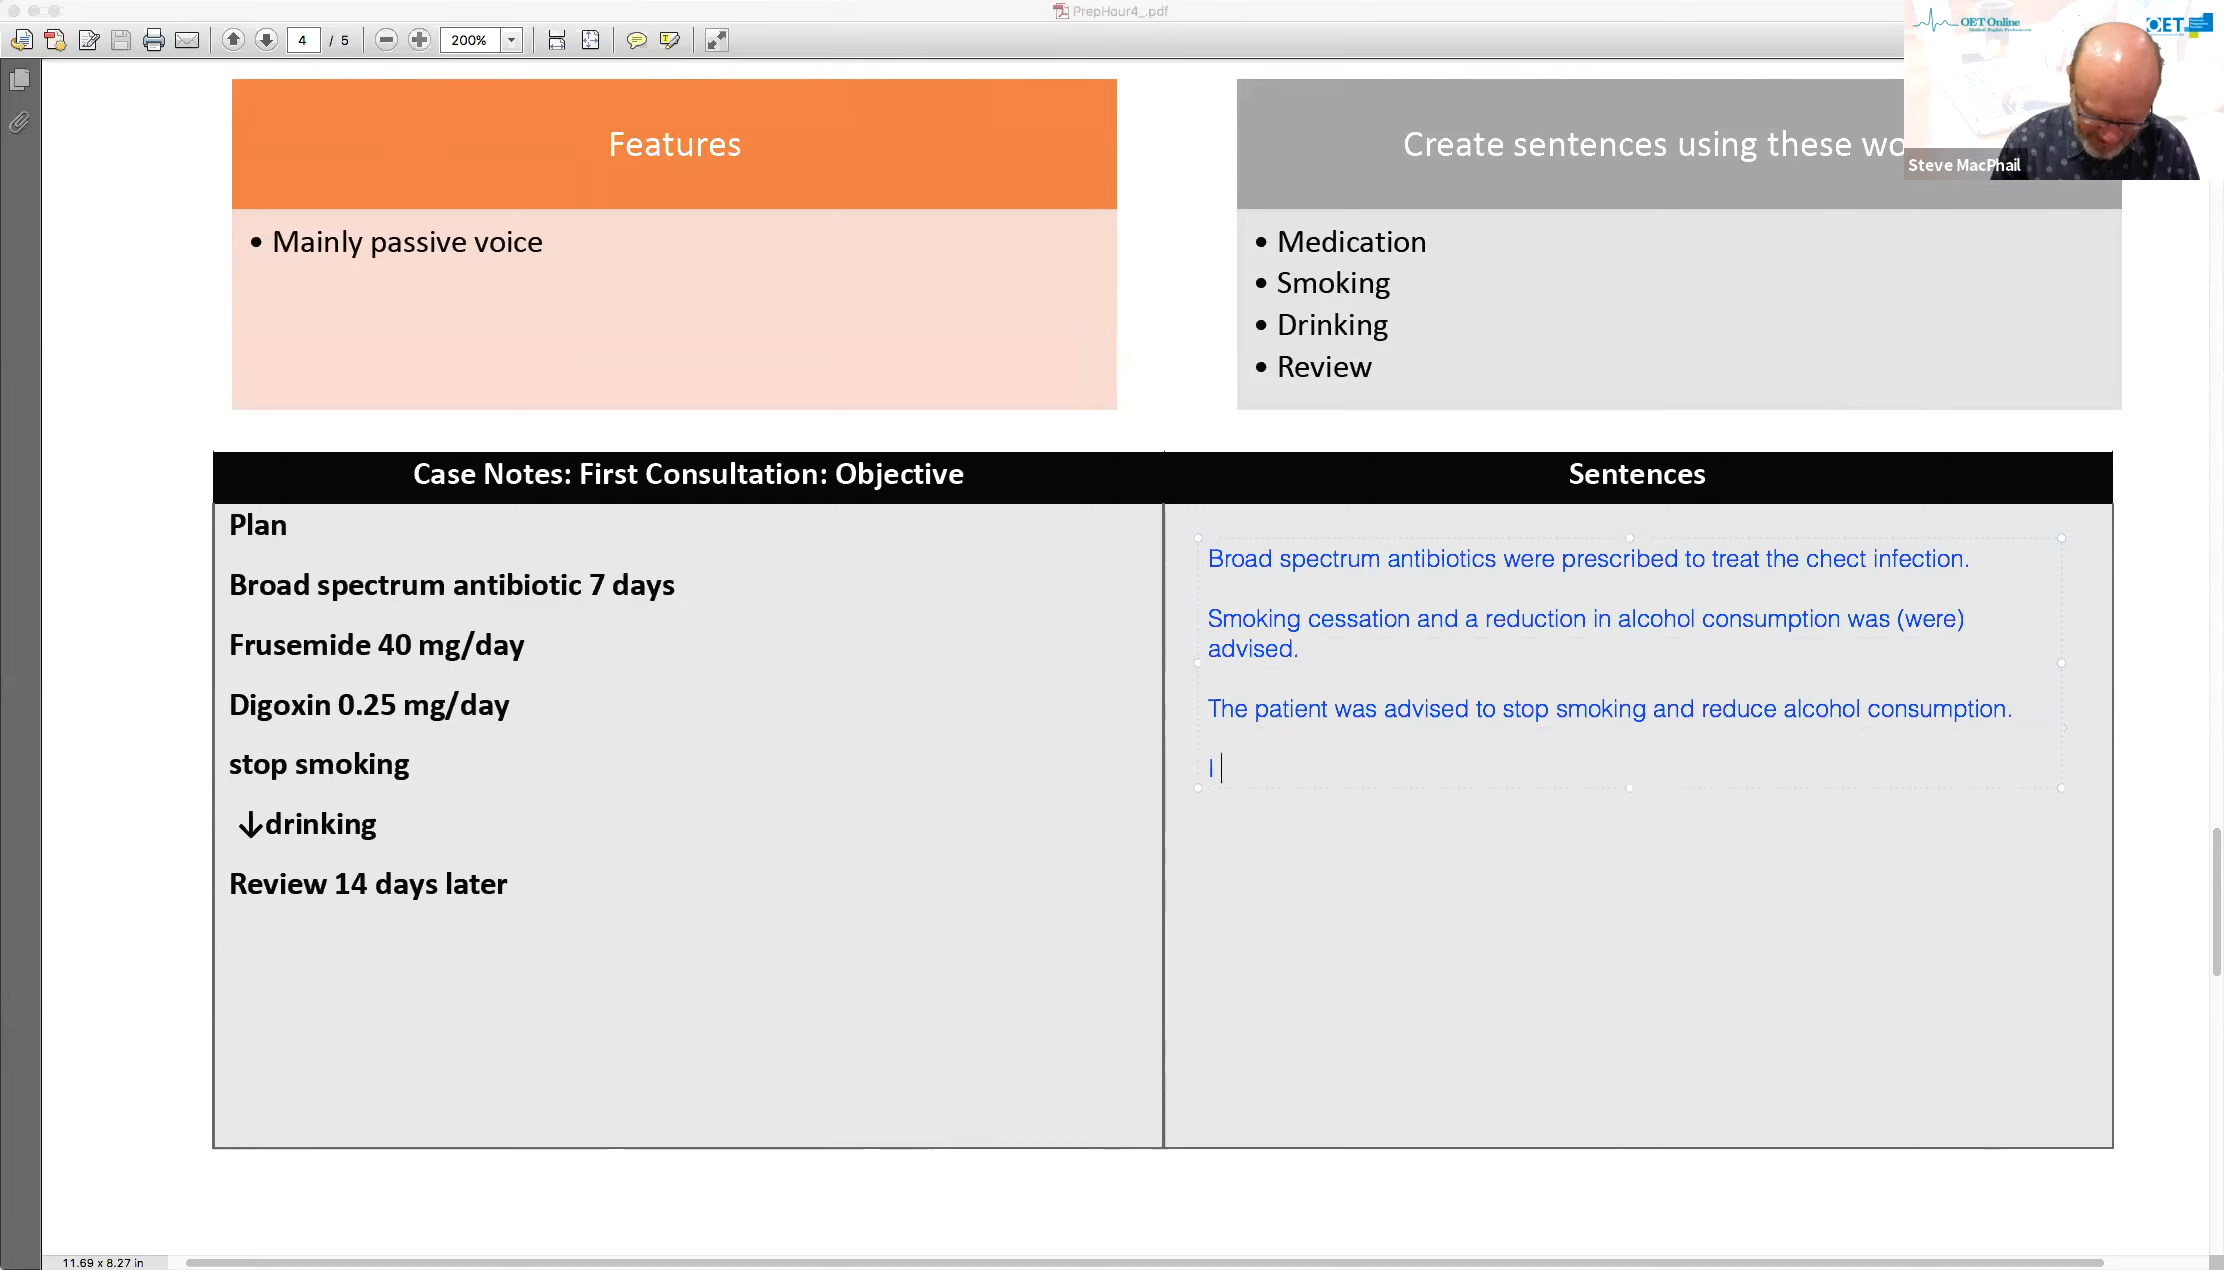 PrepHour4_.pdf
4 / 5
200%
OET Online
OET
Steve MacPhail
Features
Create sentences using these wo
• Mainly passive voice
• Medication
• Smoking
• Drinking
• Review
Case Notes: First Consultation: Objective
Sentences
Plan
Broad spectrum antibiotic 7 days
Frusemide 40 mg/day
Digoxin 0.25 mg/day
stop smoking
↓drinking
Review 14 days later
Broad spectrum antibiotics were prescribed to treat the chect infection.
Smoking cessation and a reduction in alcohol consumption was (were)
advised.
The patient was advised to stop smoking and reduce alcohol consumption.
I
11.69 x 8.27 in